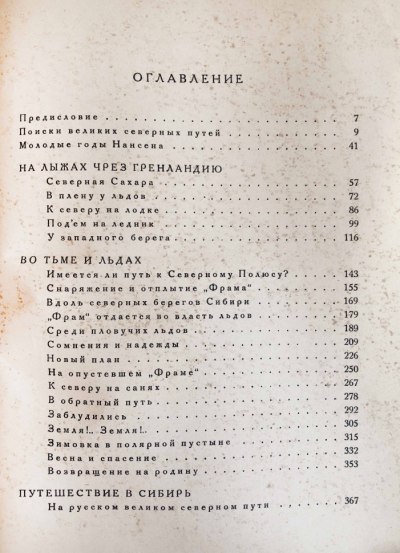 ОГЛАВЛЕНИЕ
Предисловие . . . . . . . . . . . . . . . . 7
Поиски великих северных путей . . . . . . . . . 9
Молодые годы Нансена . . . . . . . . . . . . 41
НА ЛЫЖАХ ЧРЕЗ ГРЕНЛАНДИЮ
Северная Сахара . . . . . . . . . . . . . . 57
В плену у льдов . . . . . . . . . . . . . . 72
К северу на лодке . . . . . . . . . . . . . 86
Под'ем на ледник . . . . . . . . . . . . . 99
У западного берега . . . . . . . . . . . . . 116
ВО ТЬМЕ И ЛЬДАХ
Имеется ли путь к Северному Полюсу? . . . . . 143
Снаряжение и отплытие „Фрама" . . . . . . . 155
Вдоль северных берегов Сибири . . . . . . . . 169
„Фрам" отдается во власть льдов . . . . . . . 179
Среди пловучих льдов . . . . . . . . . . . . 189
Сомнения и надежды . . . . . . . . . . . . 209
Новый план . . . . . . . . . . . . . . . . 226
На опустевшем „Фраме" . . . . . . . . . . . 250
К северу на санях . . . . . . . . . . . . . 267
В обратный путь . . . . . . . . . . . . . . 278
Заблудились . . . . . . . . . . . . . . . . 292
Земля!.. Земля!.. . . . . . . . . . . . . . . 305
Зимовка в полярной пустыне . . . . . . . . . 315
Весна и спасение . . . . . . . . . . . . . . 332
Возвращение на родину . . . . . . . . . . . 353
ПУТЕШЕСТВИЕ В СИБИРЬ
На русском великом северном пути . . . . . . 367